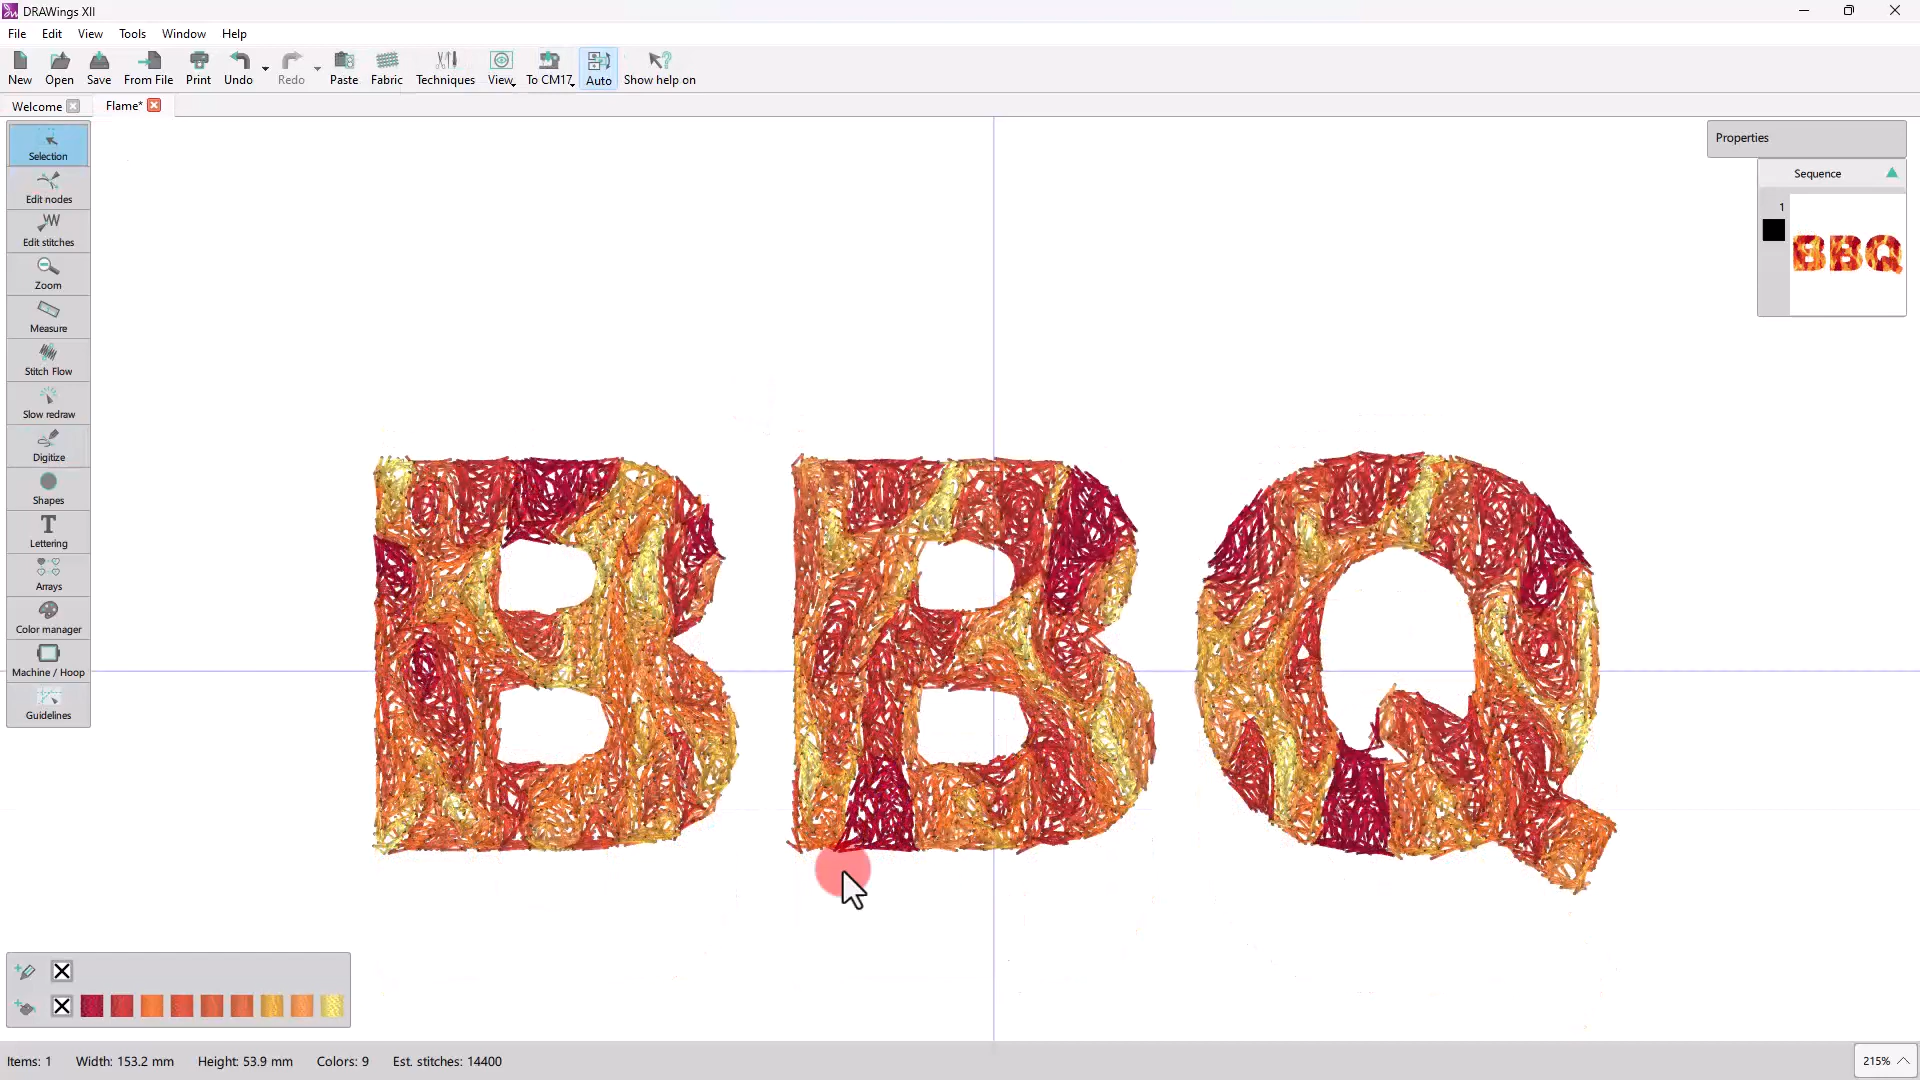 DRAWings XII
File Edit View Tools Window Help
New Open Save From File Print Undo Redo Paste Fabric Techniques View To CM17 Auto Show help on
Welcome Flame*
Selection
Edit nodes
Edit stitches
Zoom
Measure
Stitch Flow
Slow redraw
Digitize
Shapes
T
Lettering
Arrays
Color manager
Machine / Hoop
Guidelines
Properties
Sequence
1
BBQ
BBQ
Items: 1 Width: 153.2 mm Height: 53.9 mm Colors: 9 Est. stitches: 14400
215%